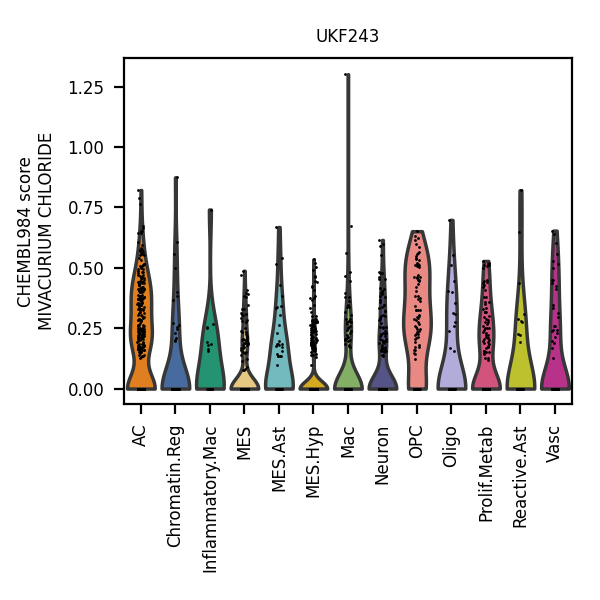 UKF243
CHEMBL984 score
MIVACURIUM CHLORIDE
1.25
1.00
0.75
0.50
0.25
0.00
AC
Chromatin.Reg
Inflammatory.Mac
MES
MES.Ast
MES.Hyp
Mac
Neuron
OPC
Oligo
Prolif.Metab
Reactive.Ast
Vasc